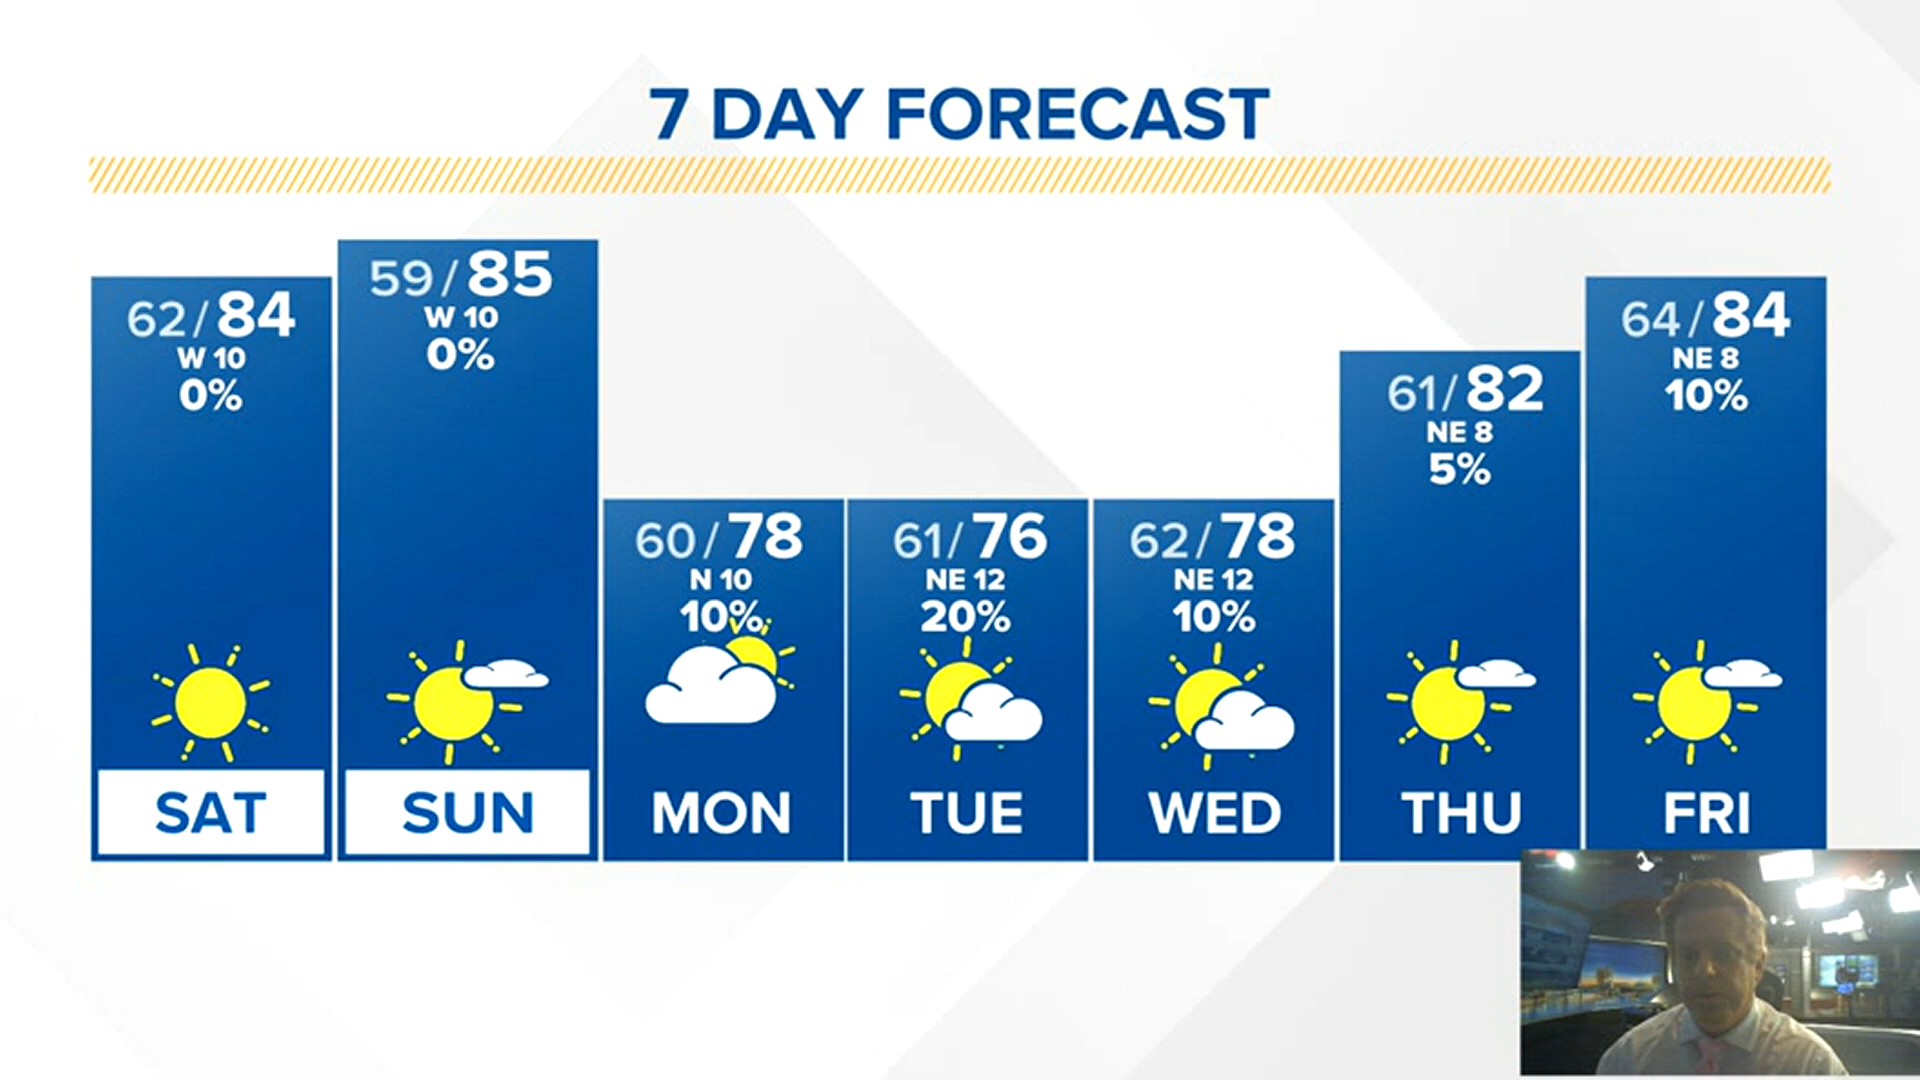 7 DAY FORECAST
62/84
W 10
0%
SAT
59/85
W 10
0%
SUN
60/78
N 10
10%
MON
61/76
NE 12
20%
TUE
62/78
NE 12
10%
WED
61/82
NE 8
5%
THU
64/84
NE 8
10%
FRI